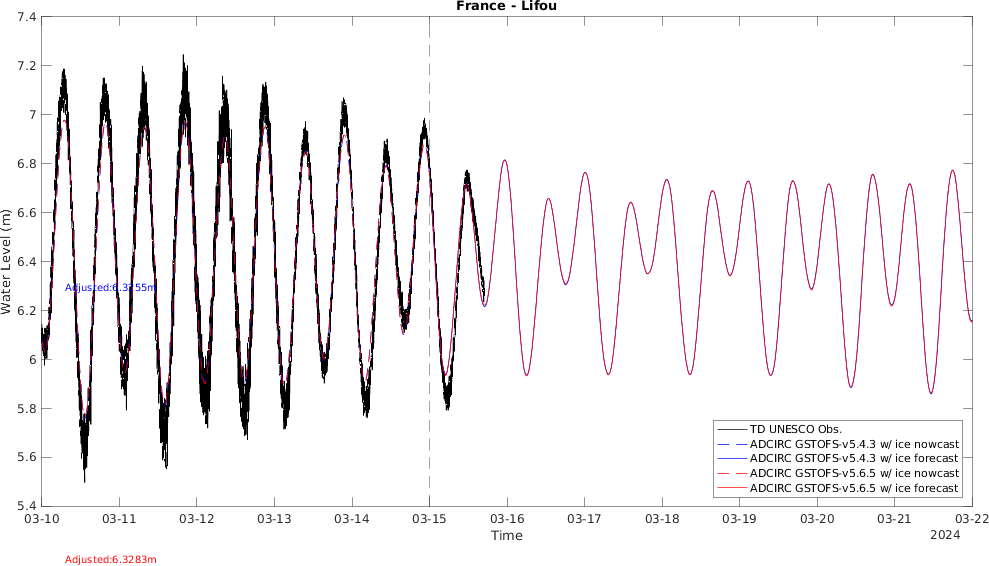 France - Lifou
7.4
7.2
7
6.8
6.6
6.4
6.2
6
5.8
5.6
5.4
Water Level (m)
Adjusted:6.3255m
TD UNESCO Obs.
ADCIRC GSTOFS-v5.4.3 w/ ice nowcast
ADCIRC GSTOFS-v5.4.3 w/ ice forecast
ADCIRC GSTOFS-v5.6.5 w/ ice nowcast
ADCIRC GSTOFS-v5.6.5 w/ ice forecast
03-10 03-11 03-12 03-13 03-14 03-15 03-16 03-17 03-18 03-19 03-20 03-21 03-22
Time
2024
Adjusted:6.3283m